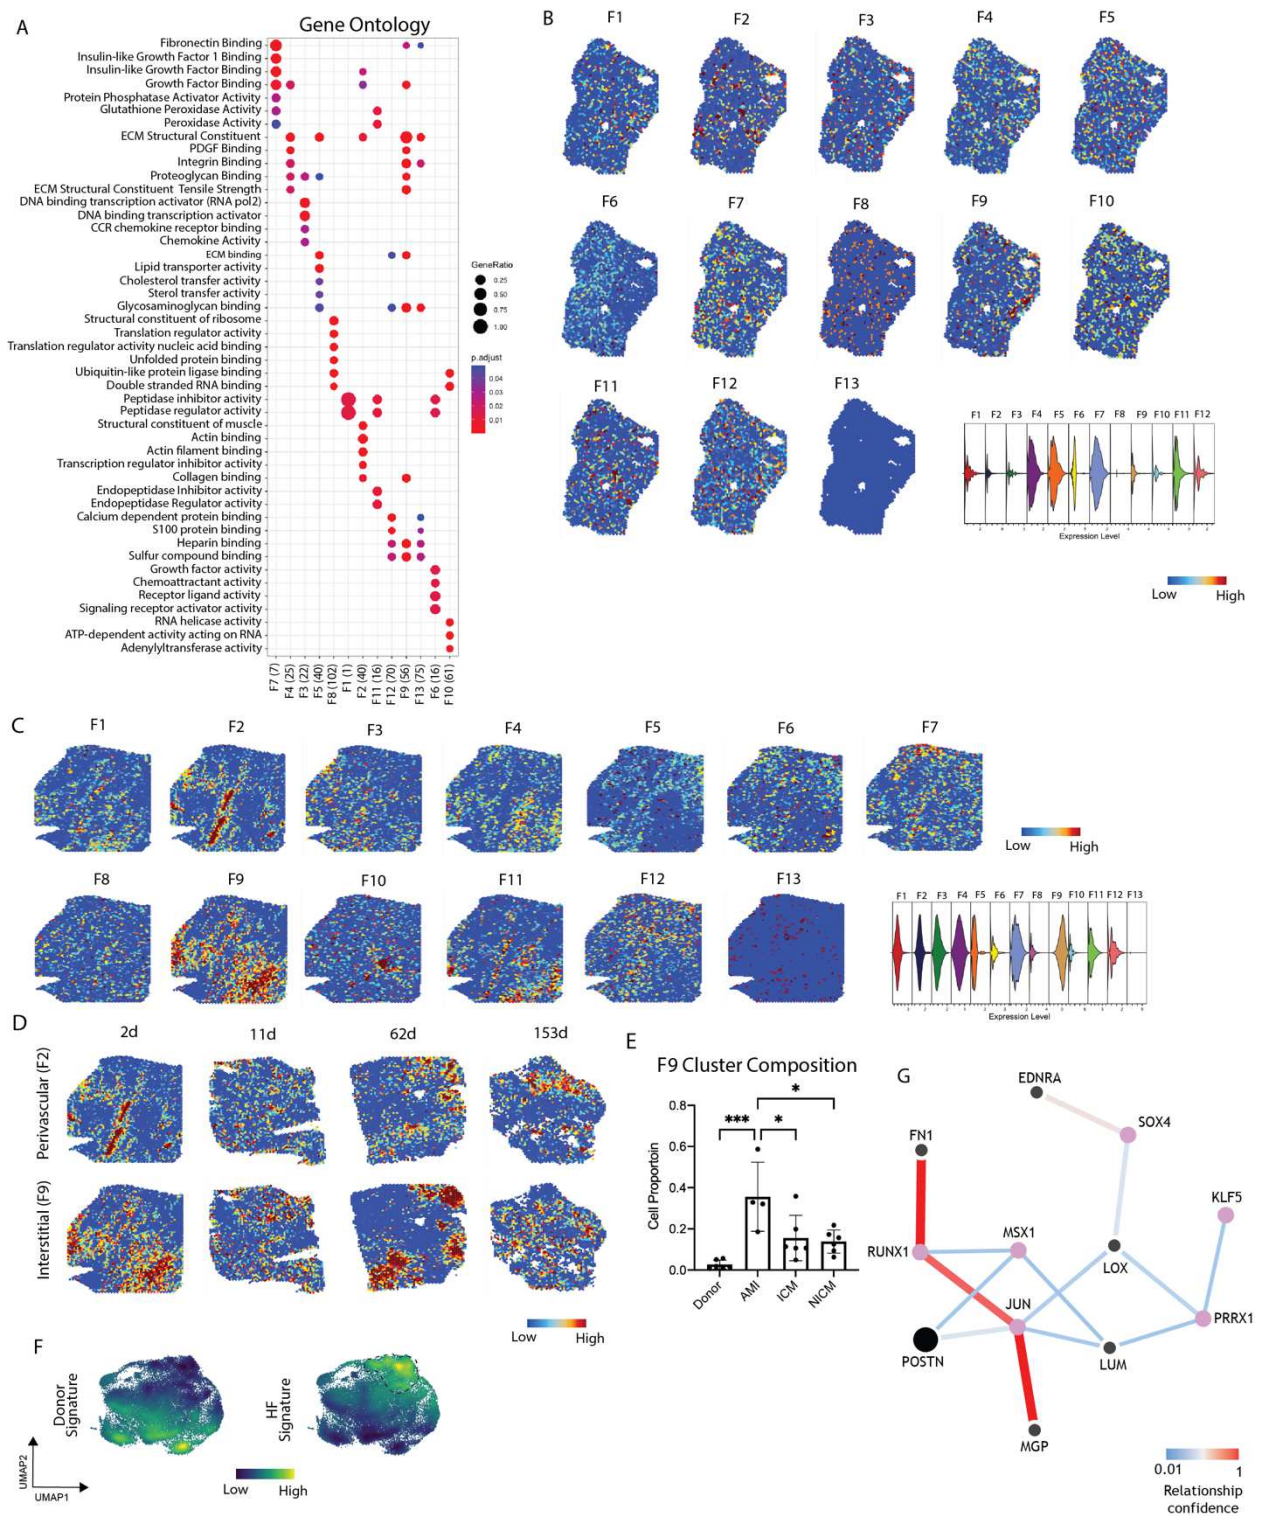 A
Gene Ontology
Fibronectin Binding
Insulin-like Growth Factor 1 Binding
Insulin-like Growth Factor Binding
Growth Factor Binding
Protein Phosphatase Activator Activity
Glutathione Peroxidase Activity
Peroxidase Activity
ECM Structural Constituent
PDGF Binding
Integrin Binding
Proteoglycan Binding
ECM Structural Constituent Tensile Strength
DNA binding transcription activator (RNA pol2)
DNA binding transcription activator
CCR chemokine receptor binding
Chemokine Activity
ECM binding
Lipid transporter activity
Cholesterol transfer activity
Sterol transfer activity
Glycosaminoglycan binding
Structural constituent of ribosome
Translation regulator activity
Translation regulator activity nucleic acid binding
Unfolded protein binding
Ubiquitin-like protein ligase binding
Double stranded RNA binding
Peptidase inhibitor activity
Peptidase regulator activity
Structural constituent of muscle
Actin binding
Actin filament binding
Transcription regulator inhibitor activity
Collagen binding
Endopeptidase Inhibitor activity
Endopeptidase Regulator activity
Calcium dependent protein binding
S100 protein binding
Heparin binding
Sulfur compound binding
Growth factor activity
Chemoattractant activity
Receptor ligand activity
Signaling receptor activator activity
RNA helicase activity
ATP-dependent activity acting on RNA
Adenylyltransferase activity
F7 (7)
F4 (25)
F3 (22)
F5 (40)
F8 (102)
F1 (1)
F2 (40)
F11 (16)
F12 (70)
F9 (56)
F13 (75)
F6 (16)
F10 (61)
GeneRatio
0.25
0.50
0.75
1.00
p.adjust
0.04
0.03
0.02
0.01
B
F1 F2 F3 F4 F5
F6 F7 F8 F9 F10
F11 F12 F13
F1 F2 F3 F4 F5 F6 F7 F8 F9 F10 F11 F12
Expression Level
Low High
C
F1 F2 F3 F4 F5 F6 F7
Low High
F8 F9 F10 F11 F12 F13
F1 F2 F3 F4 F5 F6 F7 F8 F9 F10 F11 F12 F13
Expression Level
D
2d 11d 62d 153d
Perivascular (F2)
Interstitial (F9)
Low High
E
F9 Cluster Composition
Cell Proportoin
0.8
0.6
0.4
0.2
0.0
*** * *
Donor AMI ICM NICM
F
Donor
Signature
HF
Signature
UMAP2
UMAP1
Low High
G
EDNRA
SOX4
FN1
KLF5
MSX1
RUNX1
LOX
JUN
PRRX1
POSTN
LUM
MGP
0.01 1
Relationship
confidence